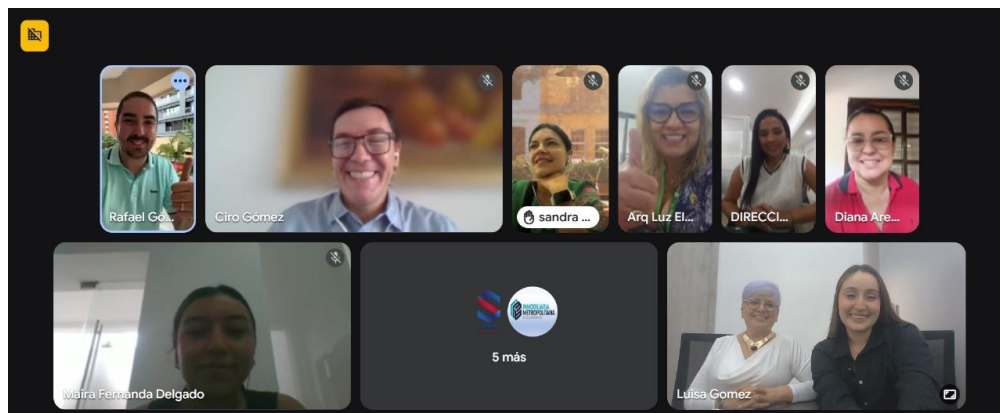 Rafael Gó...
Ciro Gómez
sandra ...
Arq Luz El...
DIRECCI...
Diana Are...
INMOBILIARIA
METROPOLITANA
5 más
Maira Fernanda Delgado
Luisa Gomez